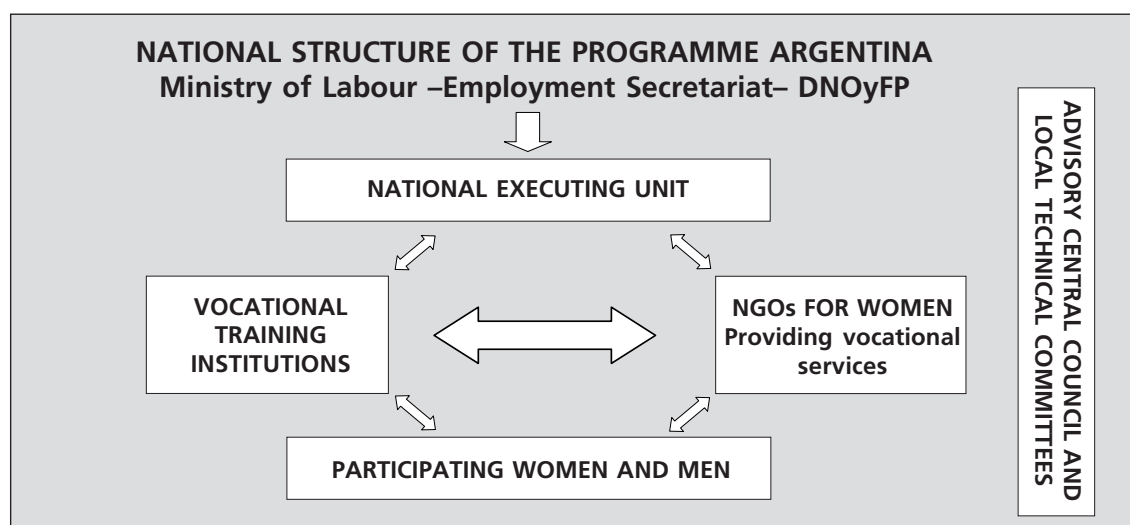 NATIONAL STRUCTURE OF THE PROGRAMME ARGENTINA
Ministry of Labour –Employment Secretariat– DNOyFP
NATIONAL EXECUTING UNIT
VOCATIONAL
TRAINING
INSTITUTIONS
NGOs FOR WOMEN
Providing vocational
services
PARTICIPATING WOMEN AND MEN
ADVISORY CENTRAL COUNCIL AND
LOCAL TECHNICAL COMMITTEES